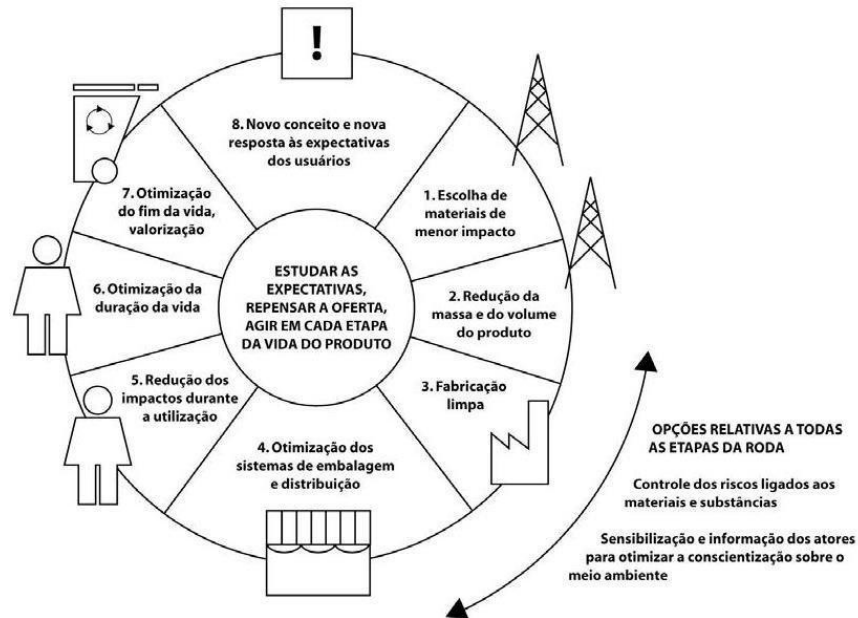 !
8. Novo conceito e nova
resposta às expectativas
dos usuários
1. Escolha de
materiais de
menor impacto
2. Redução da
massa e do volume
do produto
3. Fabricação
limpa
4. Otimização dos
sistemas de embalagem
e distribuição
5. Redução dos
impactos durante
a utilização
6. Otimização da
duração da vida
7. Otimização
do fim da vida,
valorização
ESTUDAR AS
EXPECTATIVAS,
REPENSAR A OFERTA,
AGIR EM CADA ETAPA
DA VIDA DO PRODUTO
OPÇÕES RELATIVAS A TODAS
AS ETAPAS DA RODA
Controle dos riscos ligados aos
materiais e substâncias
Sensibilização e informação dos atores
para otimizar a conscientização sobre o
meio ambiente